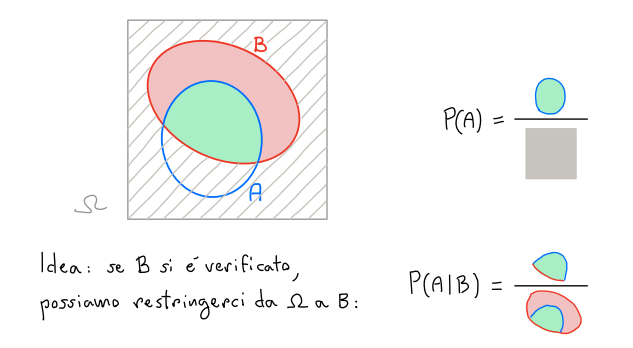 B
A
Ω
P(A) =
Idea: se B si é verificato,
possiamo restringerci da Ω a B:
P(A|B) =